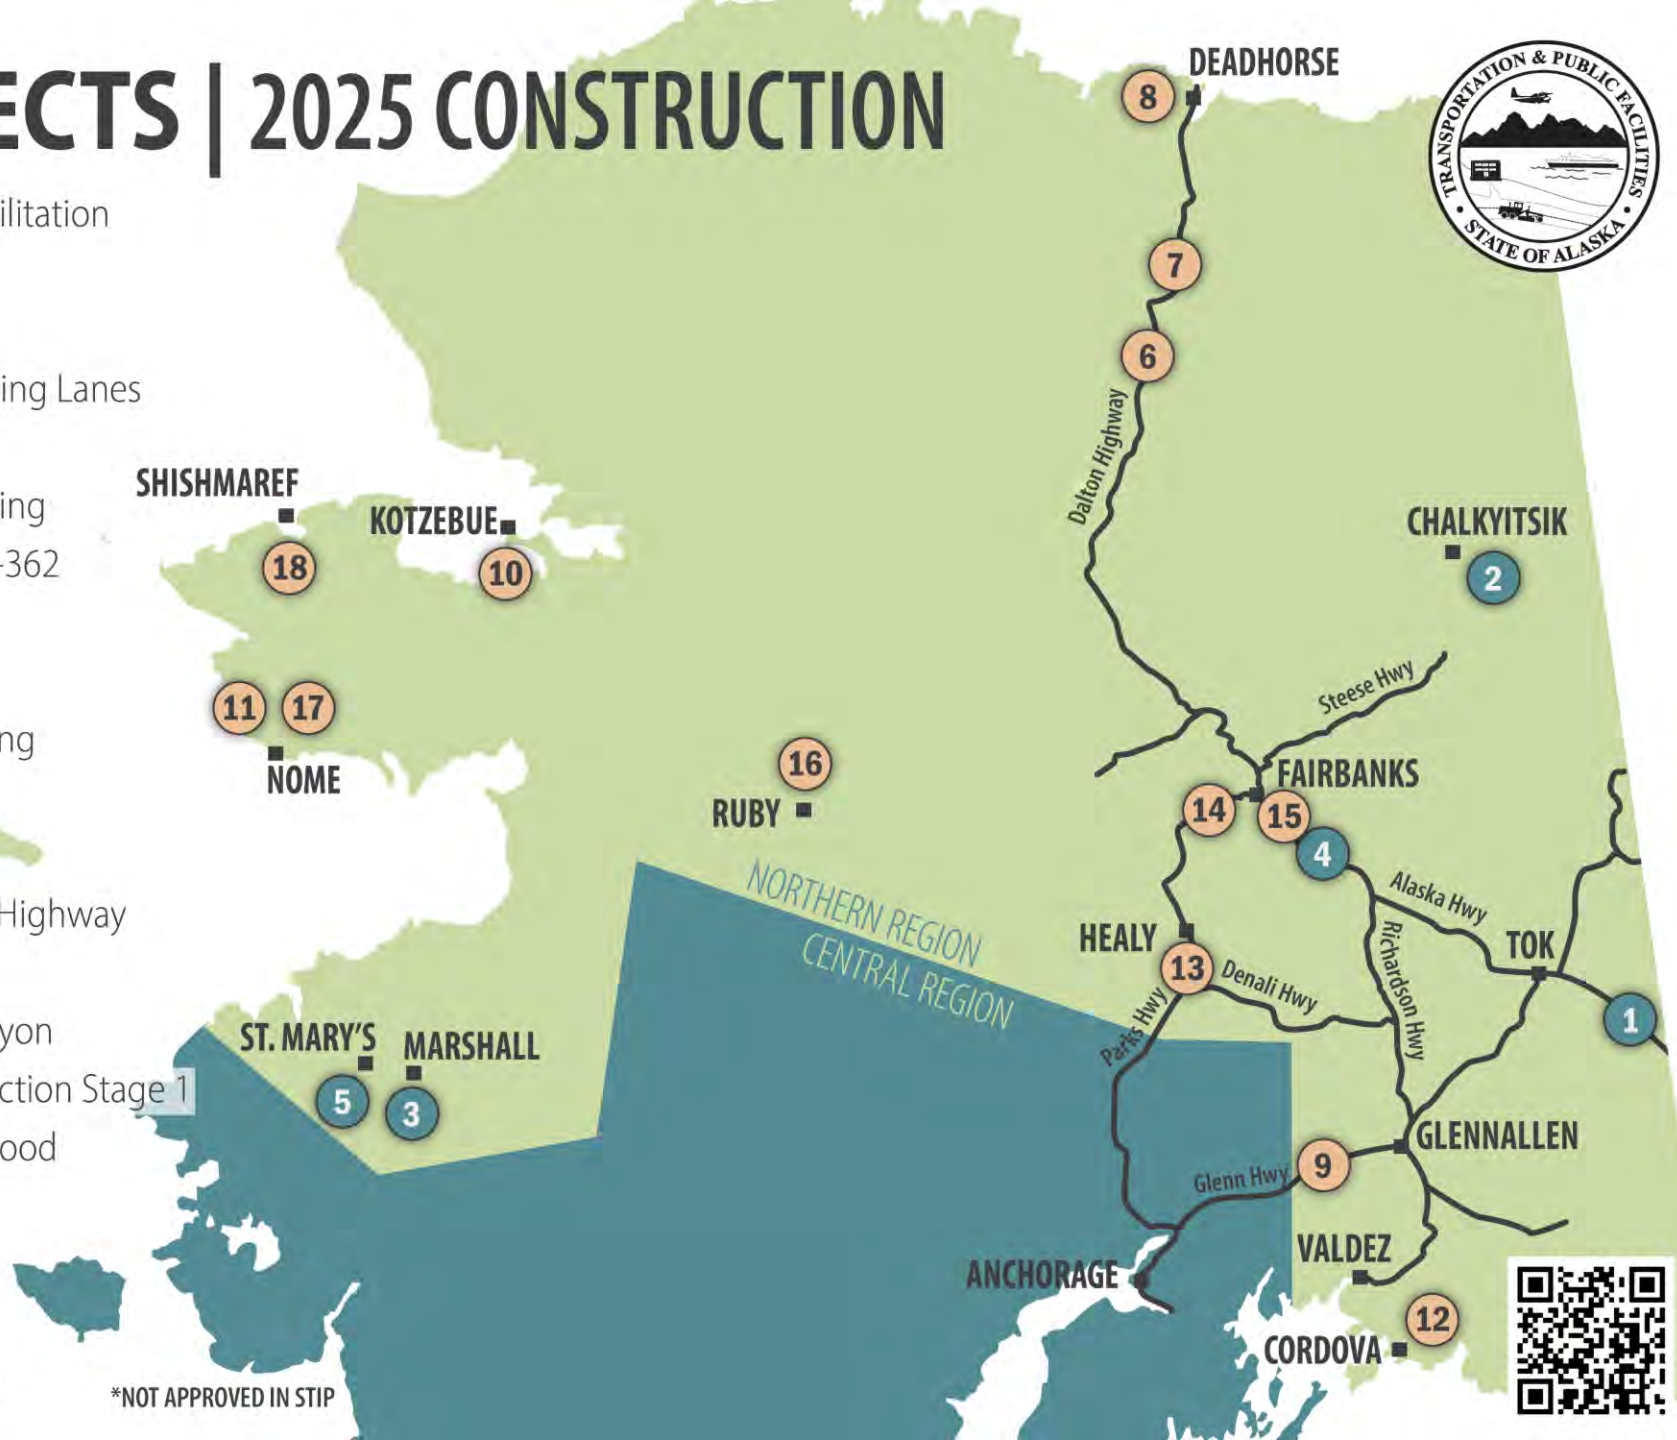 ECTS | 2025 CONSTRUCTION
ilitation
ing Lanes
ing
-362
ng
Highway
yon
ction Stage 1
ood
*NOT APPROVED IN STIP
TRANSPORTATION & PUBLIC FACILITIES
• STATE OF ALASKA •
DEADHORSE
8
7
6
Dalton Highway
SHISHMAREF
18
KOTZEBUE
10
CHALKYITSIK
2
Steese Hwy
11
17
NOME
16
RUBY
FAIRBANKS
14
15
4
NORTHERN REGION
CENTRAL REGION
Alaska Hwy
HEALY
13
Denali Hwy
Richardson Hwy
TOK
1
Parks Hwy
ST. MARY'S
MARSHALL
5
3
GLENNALLEN
9
Glenn Hwy
VALDEZ
ANCHORAGE
12
CORDOVA